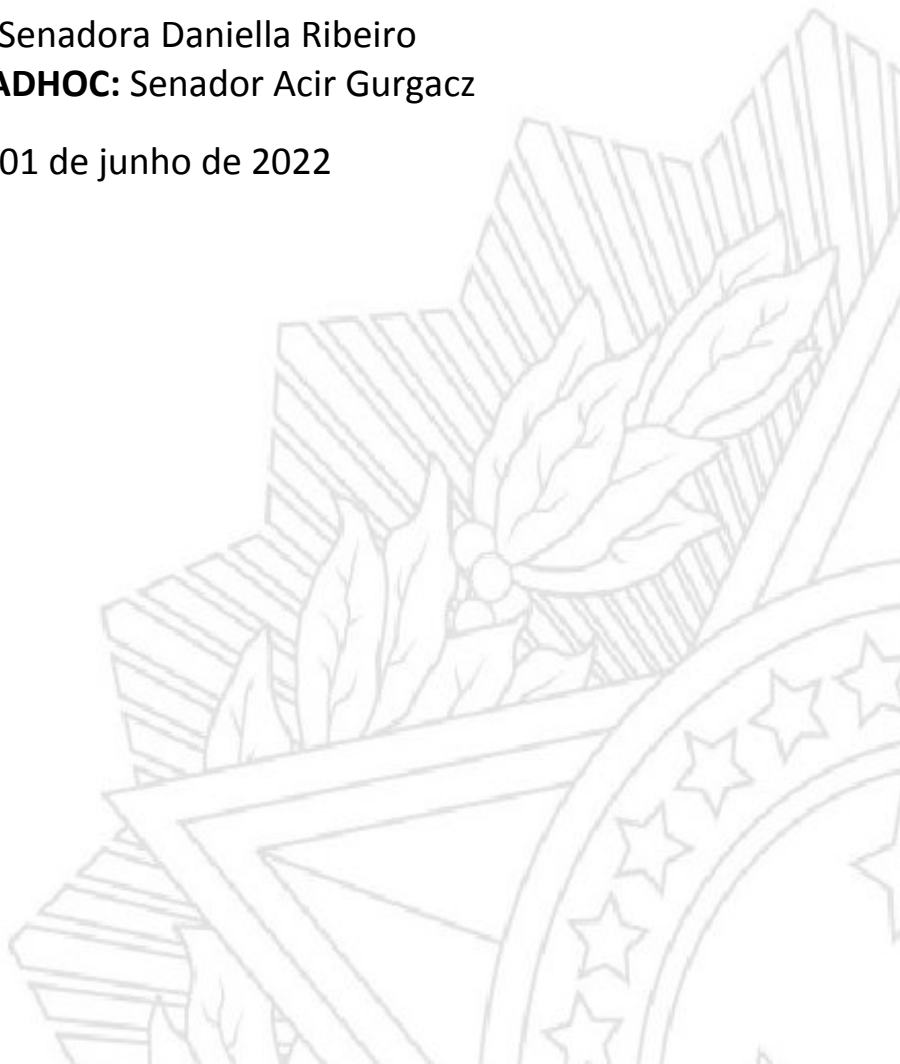 Senadora Daniella Ribeiro
ADHOC: Senador Acir Gurgacz
01 de junho de 2022